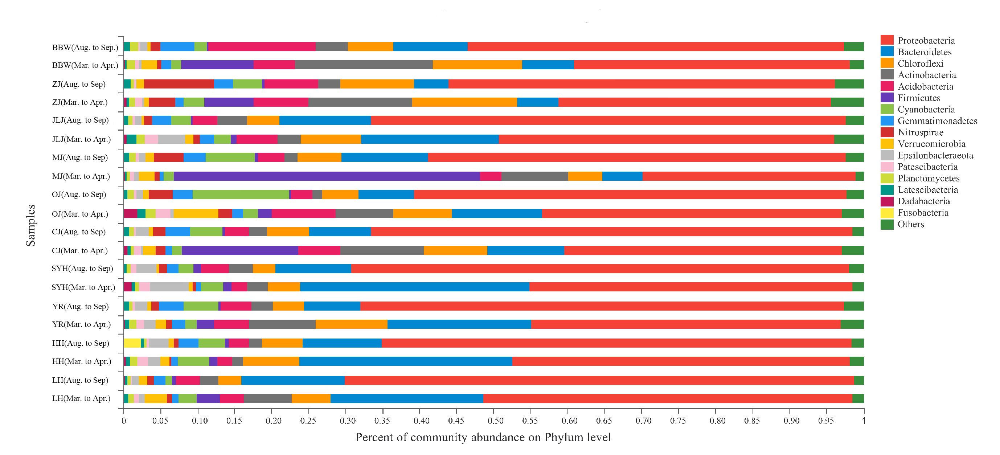 BBW(Aug. to Sep.)
BBW(Mar. to Apr.)
ZJ(Aug. to Sep)
ZJ(Mar. to Apr.)
JLJ(Aug. to Sep)
JLJ(Mar. to Apr.)
MJ(Aug. to Sep)
MJ(Mar. to Apr.)
OJ(Aug. to Sep)
OJ(Mar. to Apr.)
CJ(Aug. to Sep)
CJ(Mar. to Apr.)
SYH(Aug. to Sep)
SYH(Mar. to Apr.)
YR(Aug. to Sep)
YR(Mar. to Apr.)
HH(Aug. to Sep)
HH(Mar. to Apr.)
LH(Aug. to Sep)
LH(Mar. to Apr.)
Samples
0 0.05 0.10 0.15 0.20 0.25 0.30 0.35 0.40 0.45 0.50 0.55 0.60 0.65 0.70 0.75 0.80 0.85 0.90 0.95 1
Percent of community abundance on Phylum level
Proteobacteria
Bacteroidetes
Chloroflexi
Actinobacteria
Acidobacteria
Firmicutes
Cyanobacteria
Gemmatimonadetes
Nitrospirae
Verrucomicrobia
Epsilonbacteraeota
Patescibacteria
Planctomycetes
Latescibacteria
Dadabacteria
Fusobacteria
Others